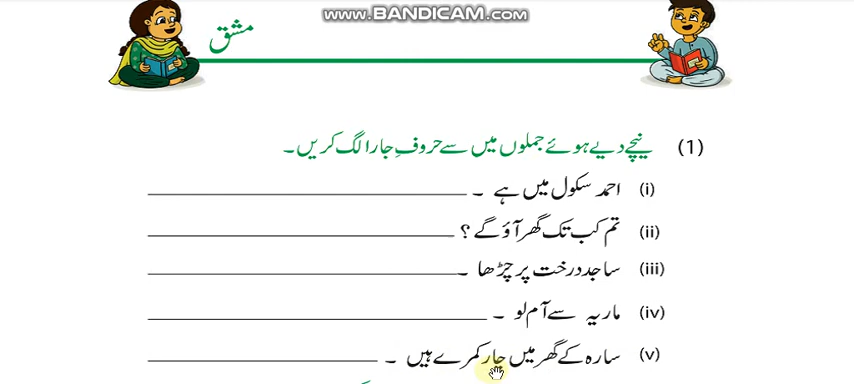 www.BANDICAM.com
مشق
(1) نیچے دیے ہوئے جملوں میں سے حروفِ جار الگ کریں۔
(i) احمد سکول میں ہے ۔
(ii) تم کب تک گھر آؤ گے ؟
(iii) ساجد درخت پر چڑھا ۔
(iv) ماریہ سے آم لو ۔
(v) سارہ کے گھر میں چار کمرے ہیں ۔